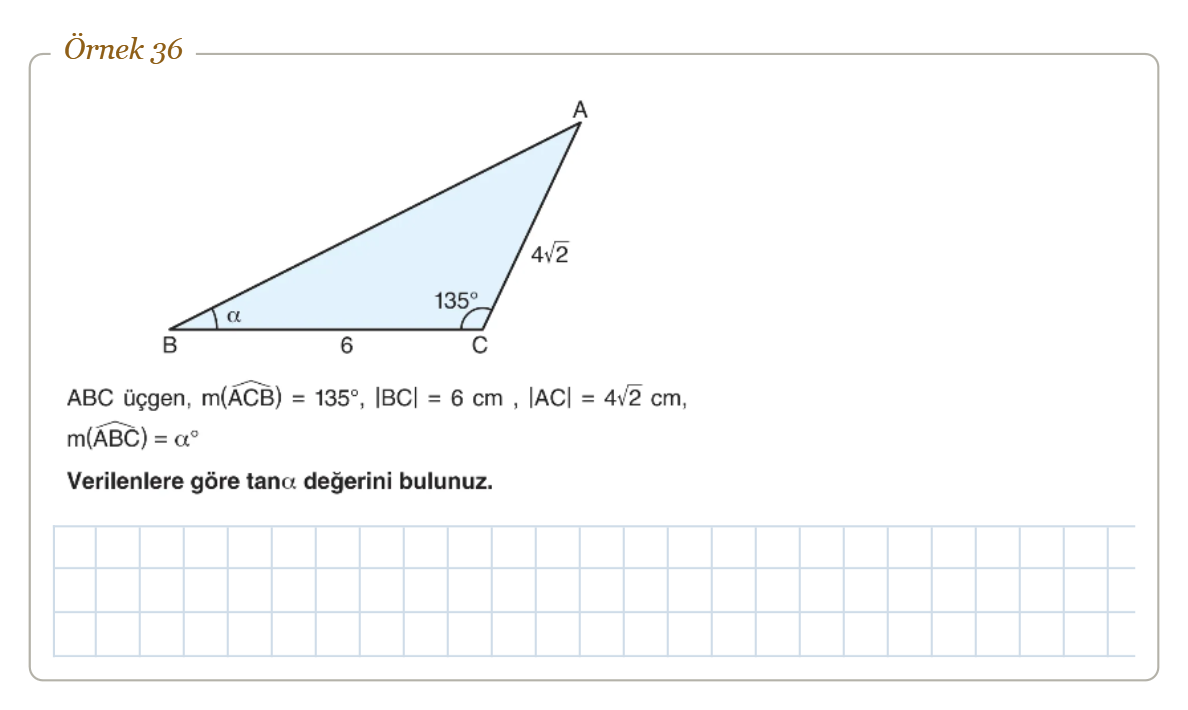 Örnek 36
A
4√2
135°
α
B
6
C
ABC üçgen, m(ACB) = 135°, |BC| = 6 cm , |AC| = 4√2 cm,
m(ABC) = α°
Verilenlere göre tanα değerini bulunuz.